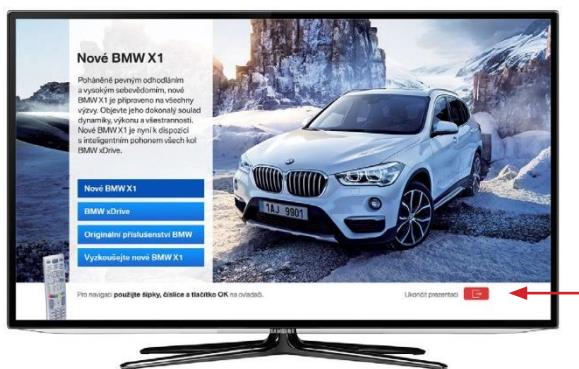 Nové BMW X1
Poháněné pevným odhodláním
a vysokým sebevědomím, nové
BMW X1 je připraveno na všechny
výzvy. Objevte jeho dokonalý soulad
dynamiky, výkonu a všestrannosti.
Nové BMW X1 je nyní k dispozici
s inteligentním pohonem všech kol
BMW xDrive.
Nové BMW X1
BMW xDrive
Originální příslušenství BMW
Vyzkoušejte nové BMW X1
1AJ 9901
Pro navigaci použijte šipky, číslice a tlačítko OK na ovladači.
Ukončit prezentaci